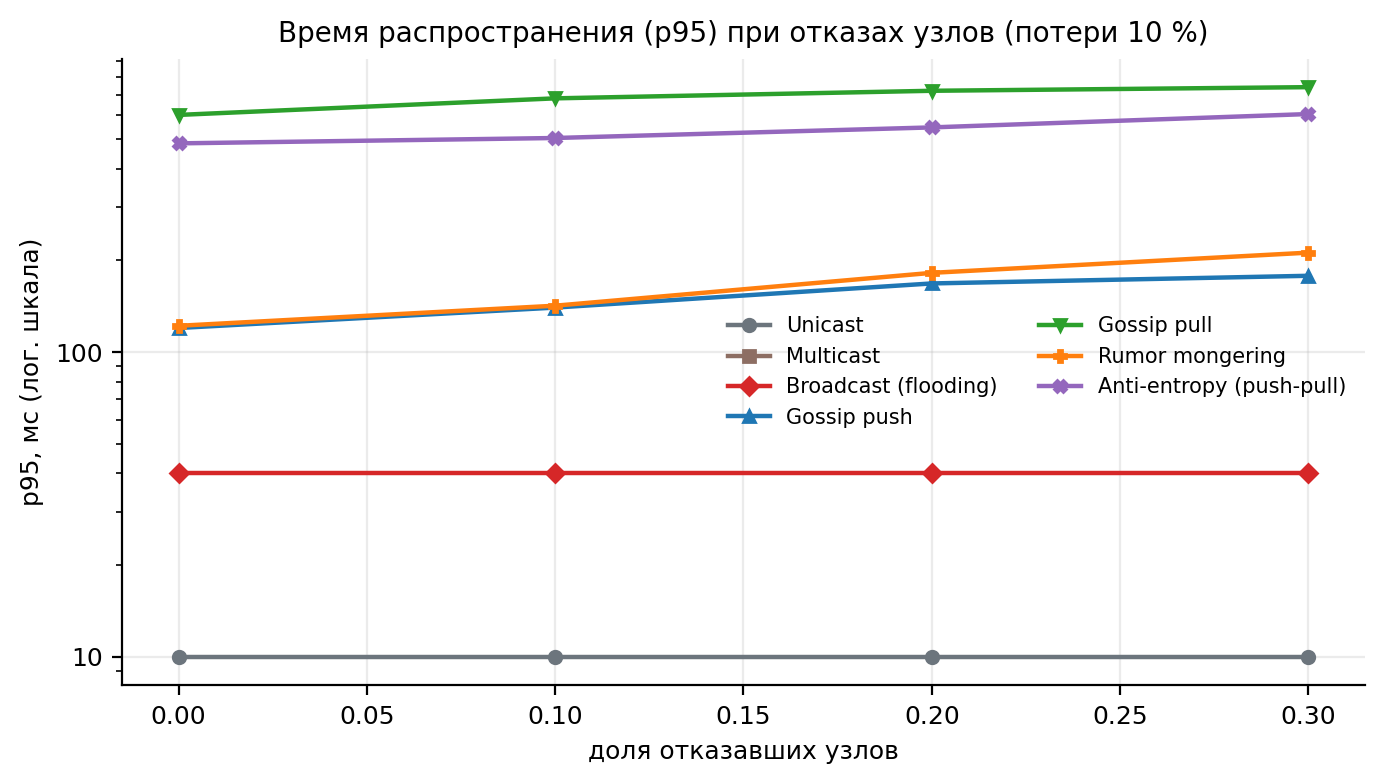 Время распространения (p95) при отказах узлов (потери 10 %)
p95, мс (лог. шкала)
100
10
Unicast
Multicast
Broadcast (flooding)
Gossip push
Gossip pull
Rumor mongering
Anti-entropy (push-pull)
0.00 0.05 0.10 0.15 0.20 0.25 0.30
доля отказавших узлов